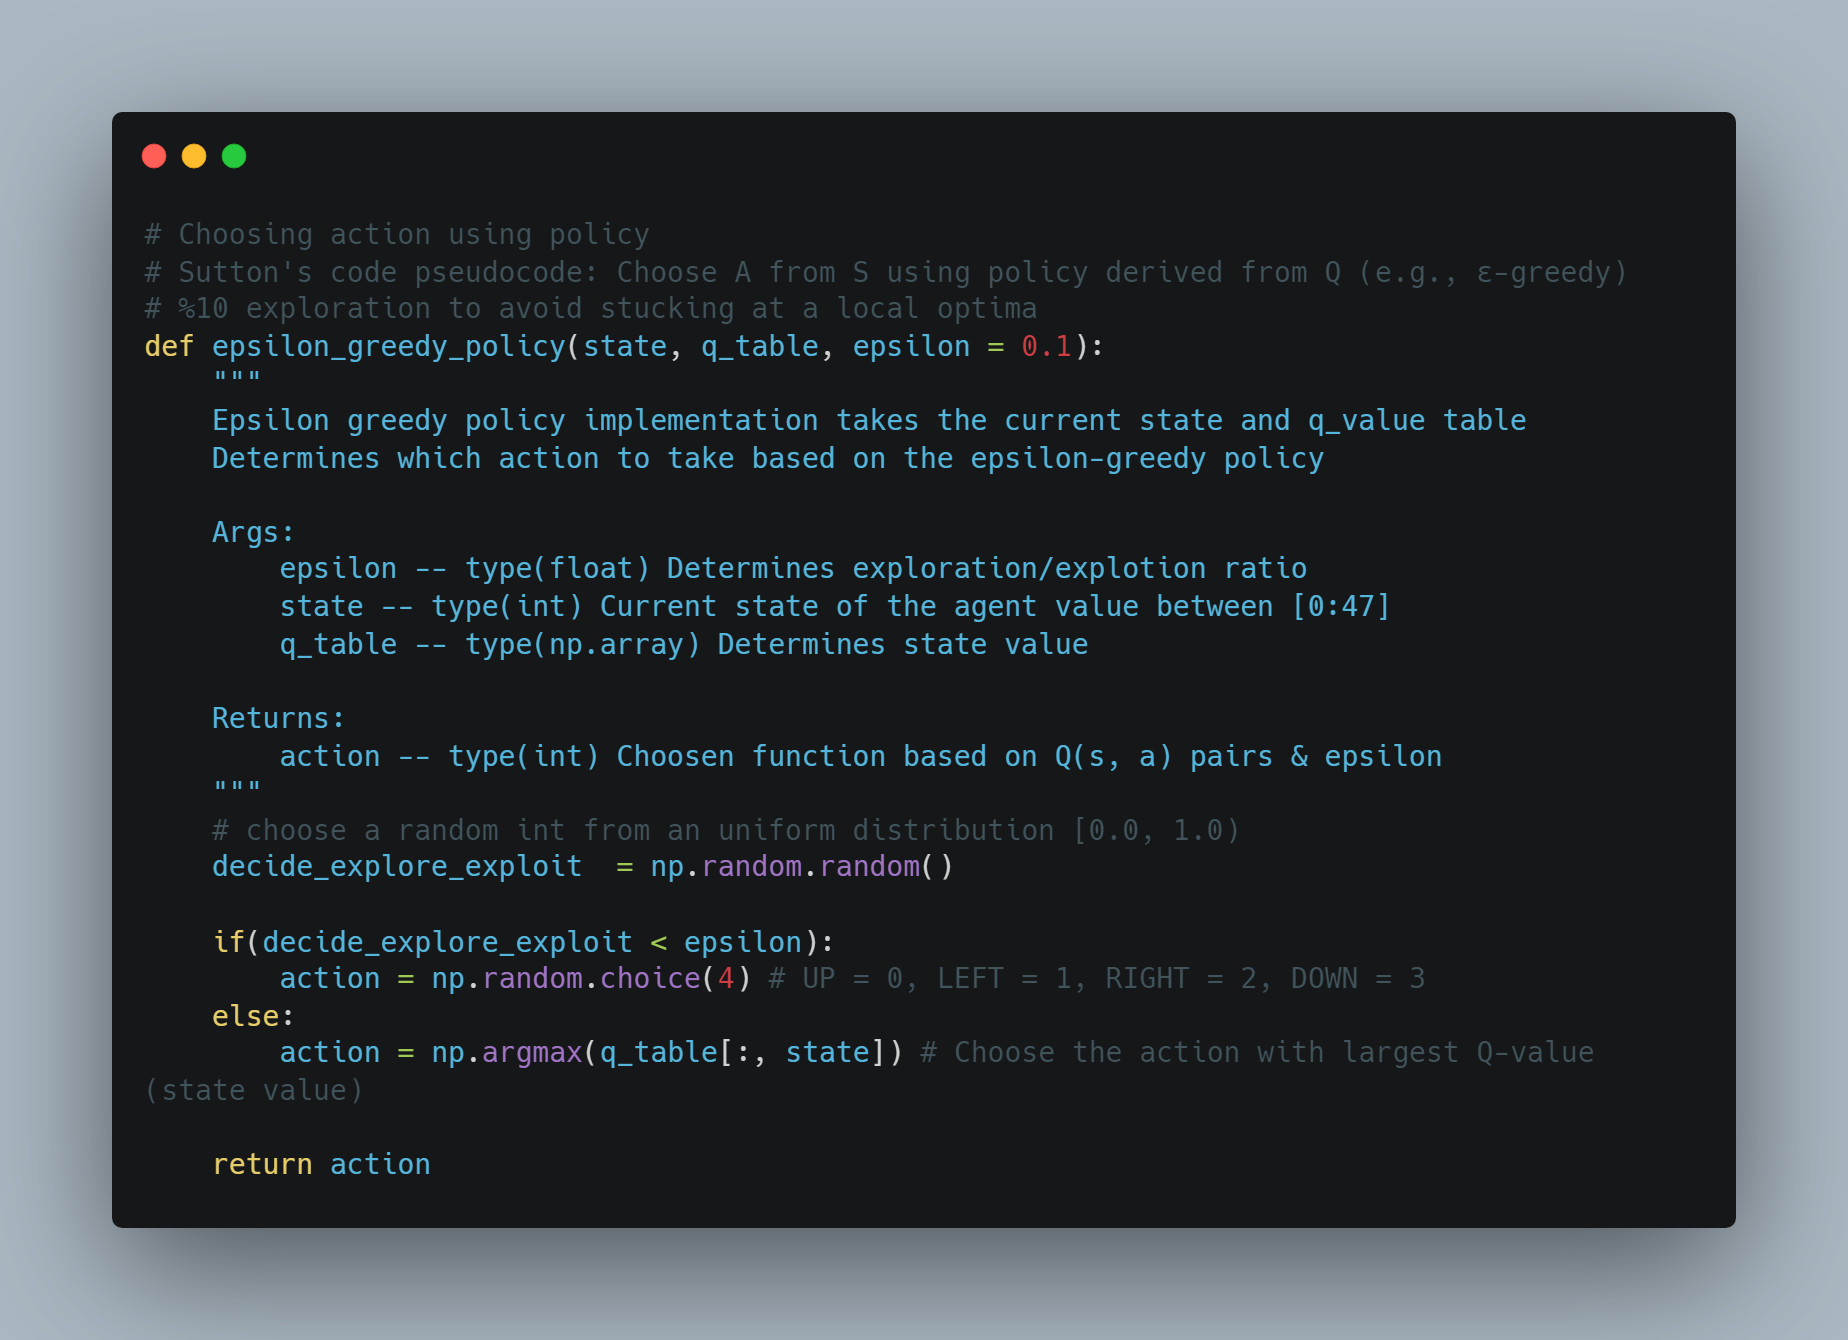 # Choosing action using policy
# Sutton's code pseudocode: Choose A from S using policy derived from Q (e.g., ε-greedy)
# %10 exploration to avoid stucking at a local optima
def epsilon_greedy_policy(state, q_table, epsilon = 0.1):
    """
    Epsilon greedy policy implementation takes the current state and q_value table
    Determines which action to take based on the epsilon-greedy policy

    Args:
        epsilon -- type(float) Determines exploration/explotion ratio
        state -- type(int) Current state of the agent value between [0:47]
        q_table -- type(np.array) Determines state value

    Returns:
        action -- type(int) Choosen function based on Q(s, a) pairs & epsilon
    """
    # choose a random int from an uniform distribution [0.0, 1.0)
    decide_explore_exploit  = np.random.random()

    if(decide_explore_exploit < epsilon):
        action = np.random.choice(4) # UP = 0, LEFT = 1, RIGHT = 2, DOWN = 3
    else:
        action = np.argmax(q_table[:, state]) # Choose the action with largest Q-value
(state value)

    return action